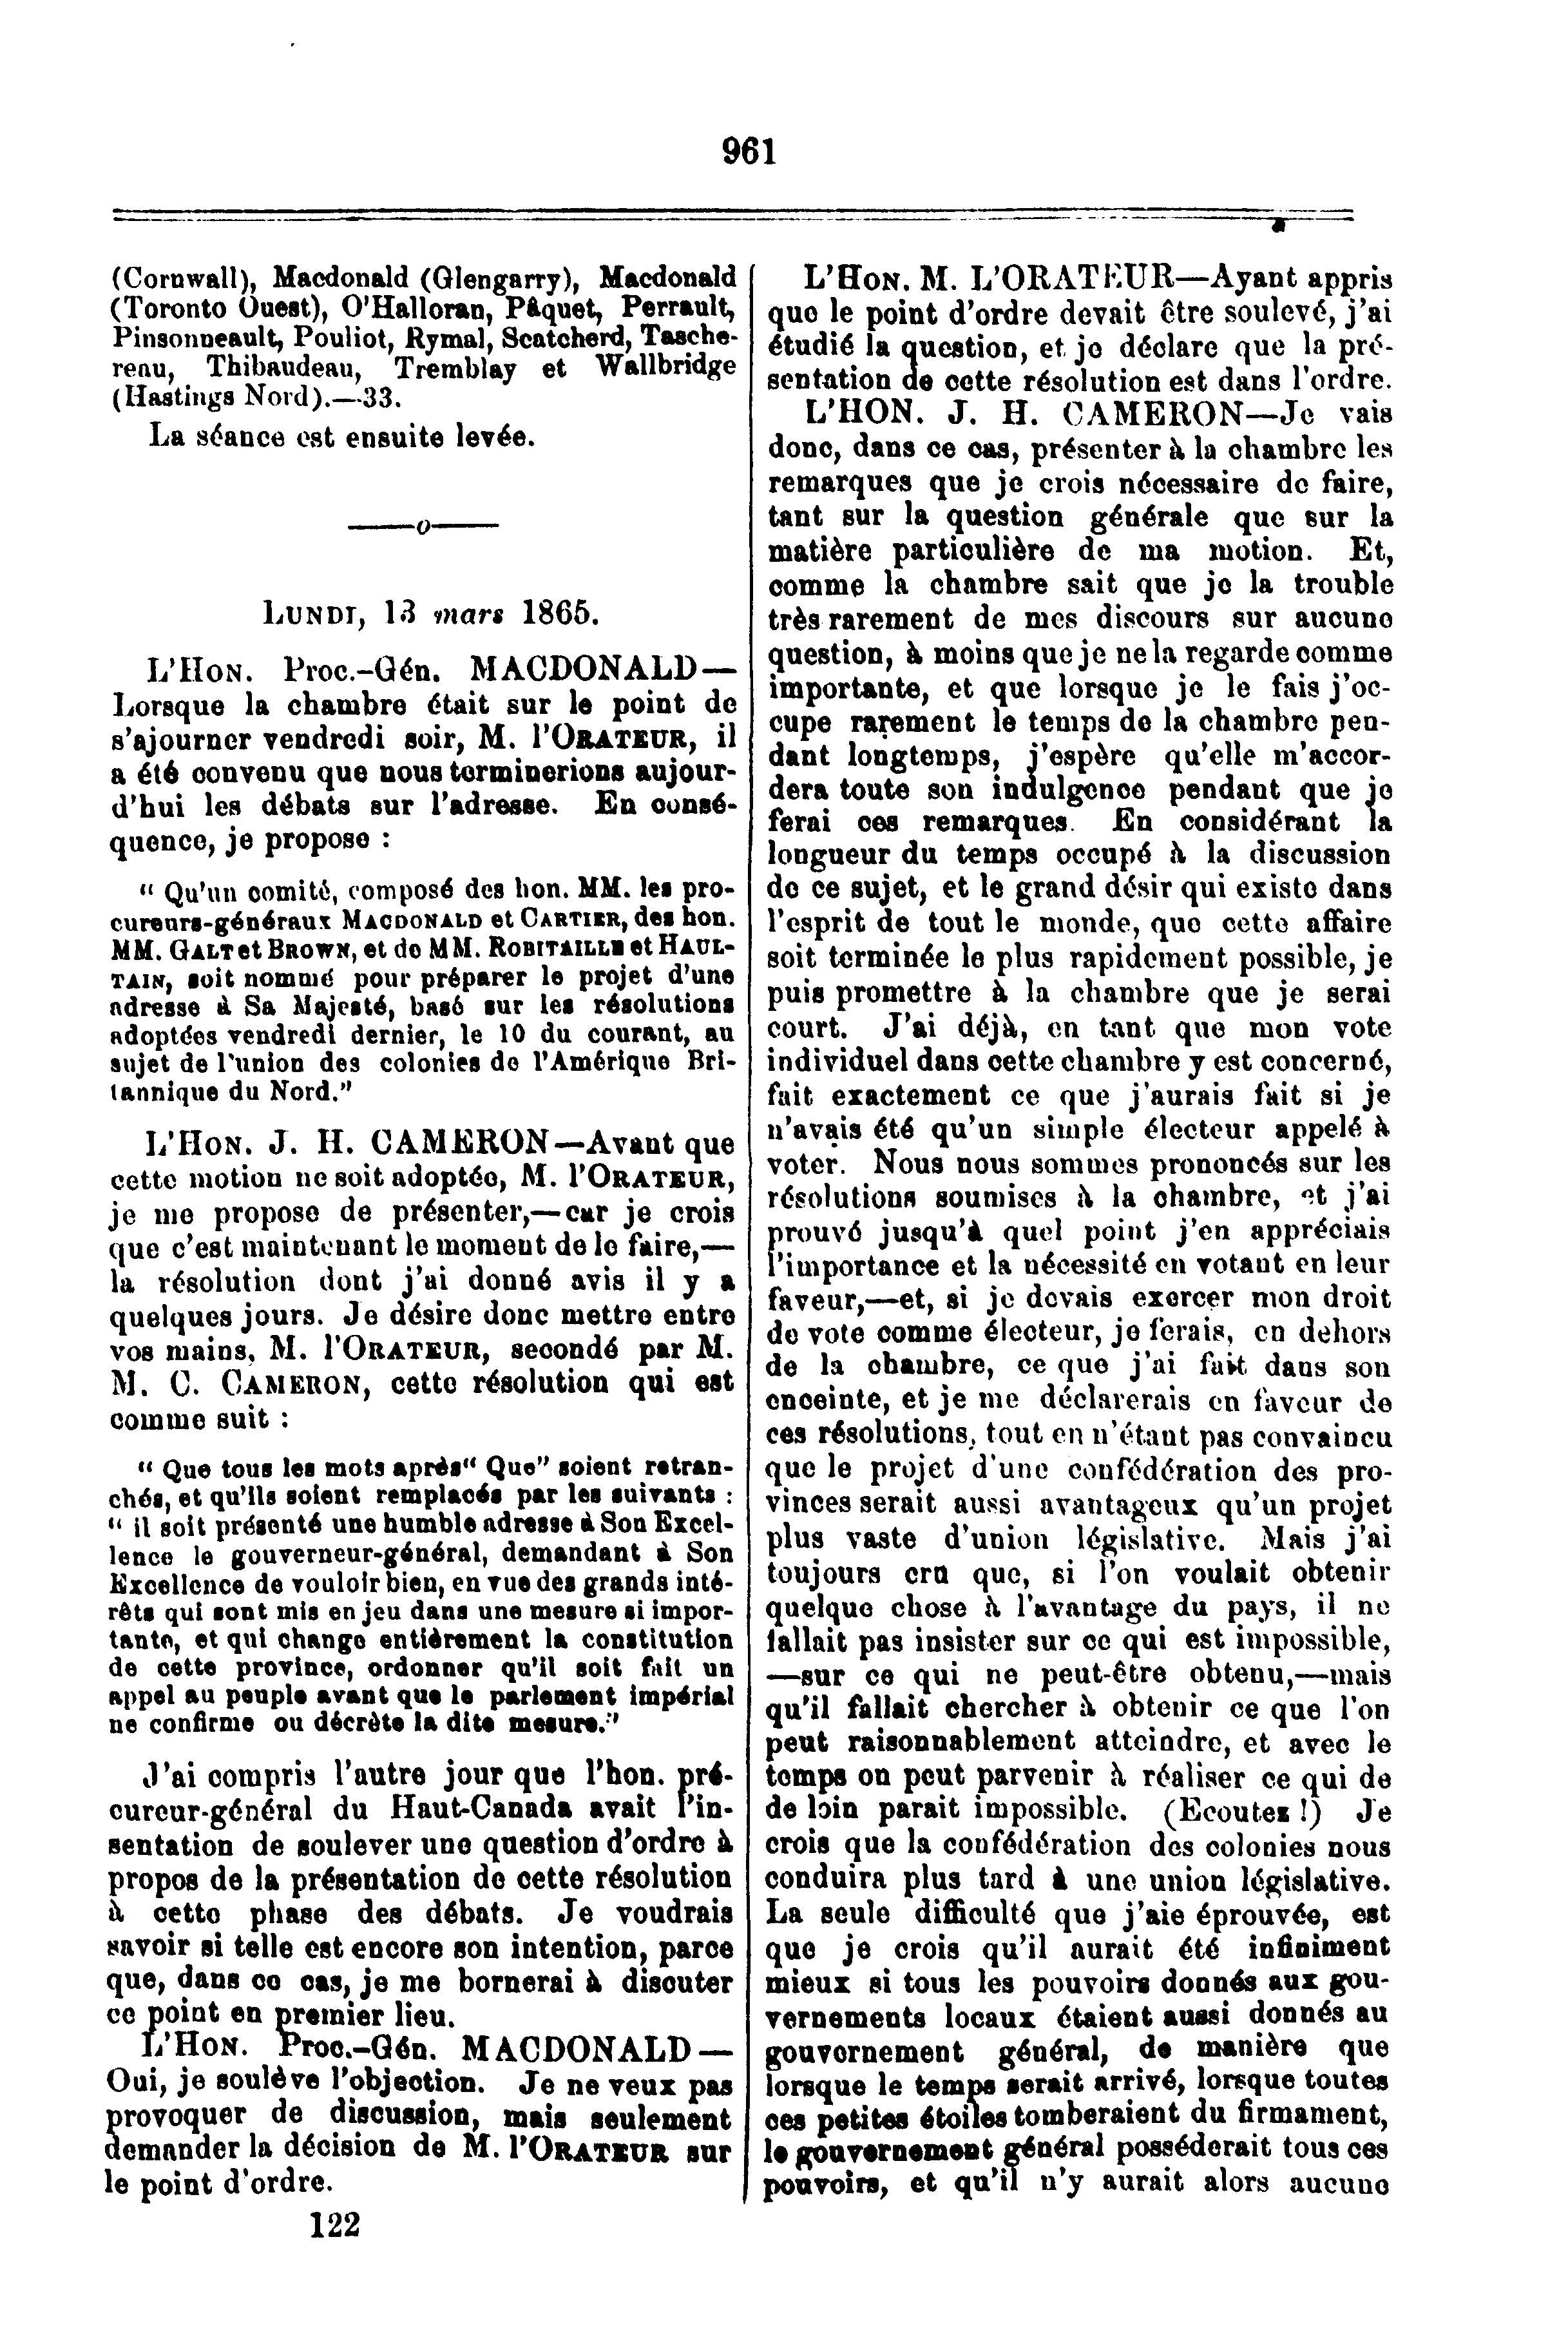 961
(Cornwall), Macdonald (Glengarry), Macdonald
(Toronto Ouest), O'Halloran, Pâquet, Perrault,
Pinsonneault, Pouliot, Rymal, Scatcherd, Tasche-
reau, Thibaudeau, Tremblay et Wallbridge
(Hastings Nord).—33.
La séance est ensuite levée.
——o——
LUNDI, 13 mars 1865.
L'HON. Proc.-Gén. MACDONALD—
Lorsque la chambre était sur le point de
s'ajourner vendredi soir, M. l'ORATEUR, il
a été convenu que nous terminerions aujour-
d'hui les débats sur l'adresse. En consé-
quence, je propose :
" Qu'un comité, composé des hon. MM. les pro-
cureurs-généraux MACDONALD et CARTIER, des hon.
MM. GALT et BROWN, et de MM. ROBITAILLE et HAUL-
TAIN, soit nommé pour préparer le projet d'une
adresse à Sa Majesté, basé sur les résolutions
adoptées vendredi dernier, le 10 du courant, au
sujet de l'union des colonies de l'Amérique Bri-
tannique du Nord."
L'HON. J. H. CAMERON—Avant que
cette motion ne soit adoptée, M. l'ORATEUR,
je me propose de présenter,—car je crois
que c'est maintenant le moment de le faire,—
la résolution dont j'ai donné avis il y a
quelques jours. Je désire donc mettre entre
vos mains, M. l'ORATEUR, secondé par M.
M. C. CAMERON, cette résolution qui est
comme suit :
" Que tous les mots après" Que" soient retran-
chés, et qu'ils soient remplacés par les suivants :
" il soit présenté une humble adresse à Son Excel-
lence le gouverneur-général, demandant à Son
Excellence de vouloir bien, en vue des grands inté-
rêts qui sont mis en jeu dans une mesure si impor-
tante, et qui change entièrement la constitution
de cette province, ordonner qu'il soit fait un
appel au peuple avant que le parlement impérial
ne confirme ou décrète la dite mesure."
J'ai compris l'autre jour que l'hon. pré-
cureur-général du Haut-Canada avait l'in-
sentation de soulever une question d'ordre à
propos de la présentation de cette résolution
à cette phase des débats. Je voudrais
savoir si telle est encore son intention, parce
que, dans ce cas, je me bornerai à discuter
ce point en premier lieu.
L'HON. Proc.-Gén. MACDONALD—
Oui, je soulève l'objection. Je ne veux pas
provoquer de discussion, mais seulement
demander la décision de M. l'ORATEUR sur
le point d'ordre.
122
L'HON. M. L'ORATEUR—Ayant appris
que le point d'ordre devait être soulevé, j'ai
étudié la question, et je déclare que la pré-
sentation de cette résolution est dans l'ordre.
L'HON. J. H. CAMERON—Je vais
donc, dans ce cas, présenter à la chambre les
remarques que je crois nécessaire de faire,
tant sur la question générale que sur la
matière particulière de ma motion. Et,
comme la chambre sait que je la trouble
très rarement de mes discours sur aucune
question, à moins que je ne la regarde comme
importante, et que lorsque je le fais j'oc-
cupe rarement le temps de la chambre pen-
dant longtemps, j'espère qu'elle m'accor-
dera toute son indulgence pendant que je
ferai ces remarques. En considérant la
longueur du temps occupé à la discussion
de ce sujet, et le grand désir qui existe dans
l'esprit de tout le monde, que cette affaire
soit terminée le plus rapidement possible, je
puis promettre à la chambre que je serai
court. J'ai déjà, en tant que mon vote
individuel dans cette chambre y est concerné,
fait exactement ce que j'aurais fait si je
n'avais été qu'un simple électeur appelé à
voter. Nous nous sommes prononcés sur les
résolutions soumises à la chambre, et j'ai
prouvé jusqu'à quel point j'en appréciais
l'importance et la nécessité en votant en leur
faveur,—et, si je devais exercer mon droit
de vote comme électeur, je ferais, en dehors
de la chambre, ce que j'ai fait dans son
enceinte, et je me déclarerais en faveur de
ces résolutions, tout en n'étant pas convaincu
que le projet d'une confédération des pro-
vinces serait aussi avantageux qu'un projet
plus vaste d'union législative. Mais j'ai
toujours cru que, si l'on voulait obtenir
quelque chose à l'avantage du pays, il ne
fallait pas insister sur ce qui est impossible,
—sur ce qui ne peut-être obtenu,—mais
qu'il fallait chercher à obtenir ce que l'on
peut raisonnablement atteindre, et avec le
temps on peut parvenir à réaliser ce qui de
de loin parait impossible. (Ecoutez !) Je
crois que la confédération des colonies nous
conduira plus tard à une union législative.
La seule difficulté que j'aie éprouvée, est
que je crois qu'il aurait été infiniment
mieux si tous les pouvoirs donnés aux gou-
vernements locaux étaient aussi donnés au
gouvernement général, de manière que
lorsque le temps serait arrivé, lorsque toutes
ces petites étoiles tomberaient du firmament,
le gouvernement général posséderait tous ces
pouvoirs, et qu'il n'y aurait alors aucune